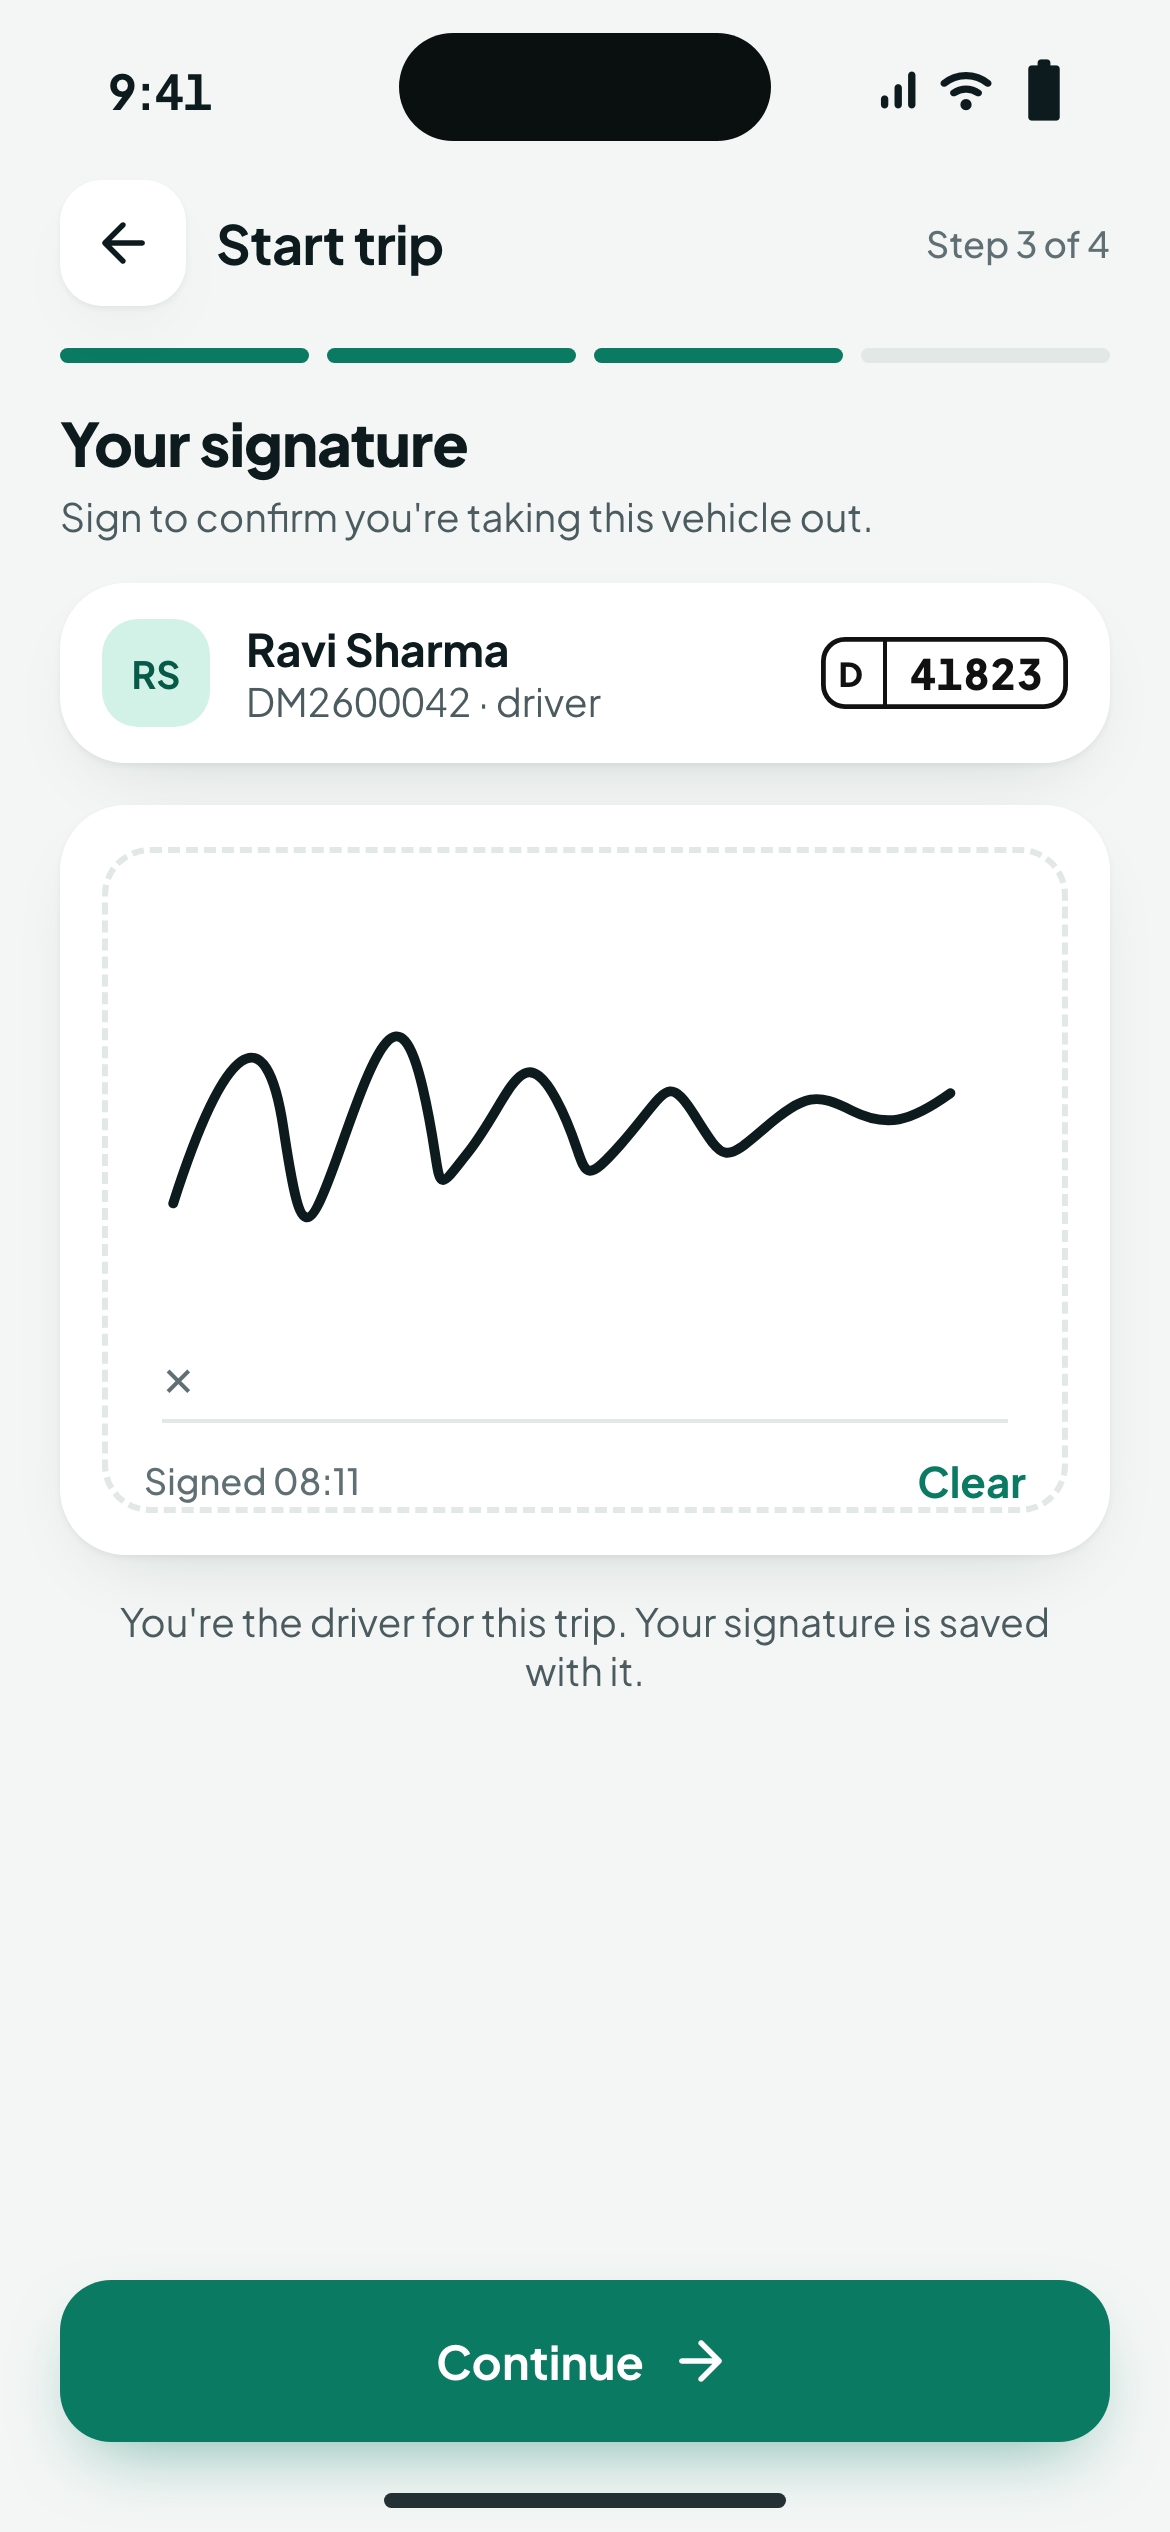 9:41
Start trip
Step 3 of 4
Your signature
Sign to confirm you're taking this vehicle out.
RS
Ravi Sharma
DM2600042 · driver
D 41823
×
Signed 08:11
Clear
You're the driver for this trip. Your signature is saved
with it.
Continue →